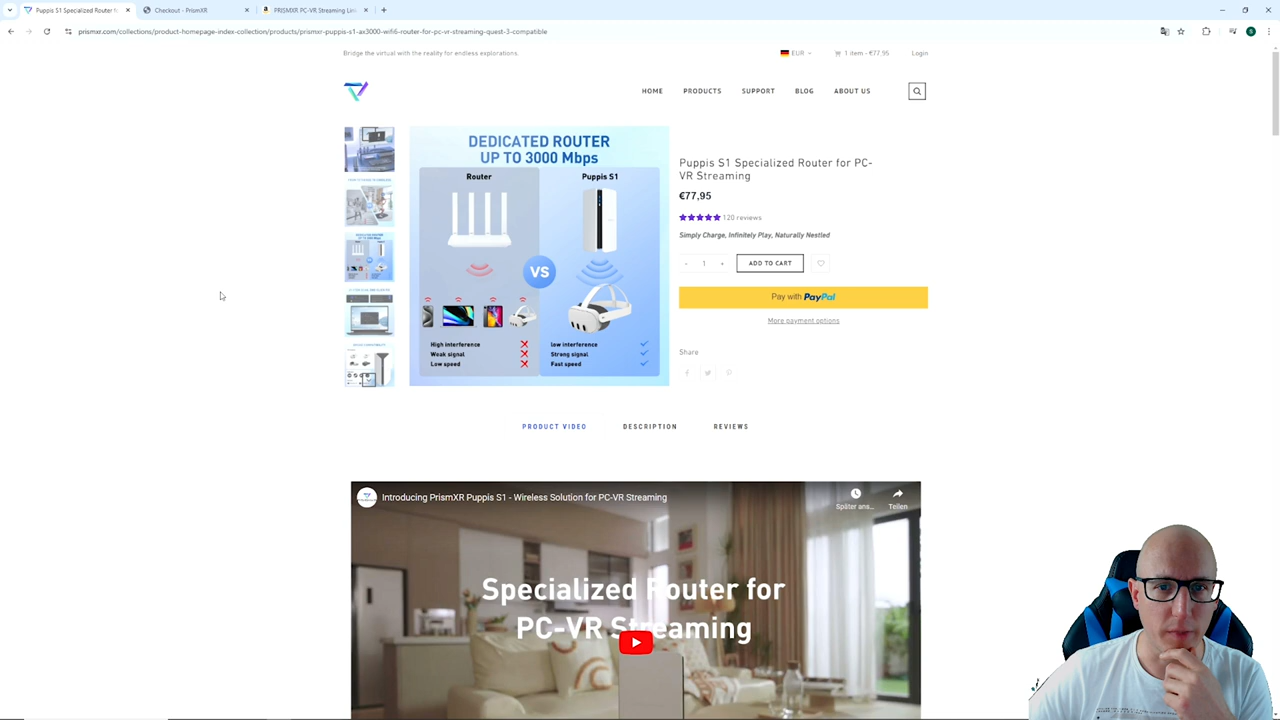 Puppis S1 Specialized Router fo
Checkout - PrismXR
PRISMXR PC-VR Streaming Lin
prismxr.com/collections/product-homepage-index-collection/products/prismxr-puppis-s1-ax3000-wifi6-router-for-pc-vr-streaming-quest-3-compatible
S
Bridge the virtual with the reality for endless explorations.
EUR
1 item - €77.95
Login
HOME
PRODUCTS
SUPPORT
BLOG
ABOUT US
DEDICATED ROUTER
UP TO 3000 Mbps
Router
Puppis S1
VS
High interference
Weak signal
Low speed
low interference
Strong signal
Fast speed
Puppis S1 Specialized Router for PC-
VR Streaming
€77,95
120 reviews
Simply Charge, Infinitely Play, Naturally Nestled
- 1 +
ADD TO CART
Pay with PayPal
More payment options
Share
PRODUCT VIDEO
DESCRIPTION
REVIEWS
Introducing PrismXR Puppis S1 - Wireless Solution for PC-VR Streaming
Später ans...
Teilen
Specialized Router for
PC-VR Streaming